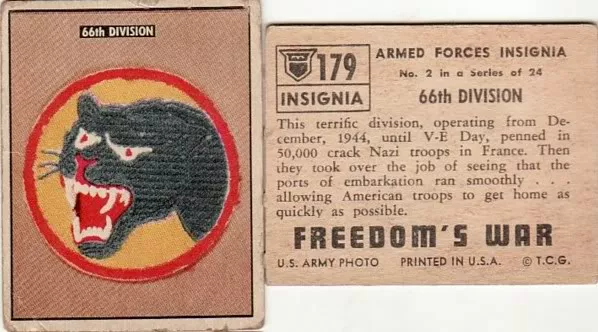 66th DIVISION
179
INSIGNIA
ARMED FORCES INSIGNIA
No. 2 in a Series of 24
66th DIVISION
This terrific division, operating from De-
cember, 1944, until V-E Day, penned in
50,000 crack Nazi troops in France. Then
they took over the job of seeing that the
ports of embarkation ran smoothly . . .
allowing American troops to get home as
quickly as possible.
FREEDOM'S WAR
U.S. ARMY PHOTO PRINTED IN U.S.A. © T.C.G.